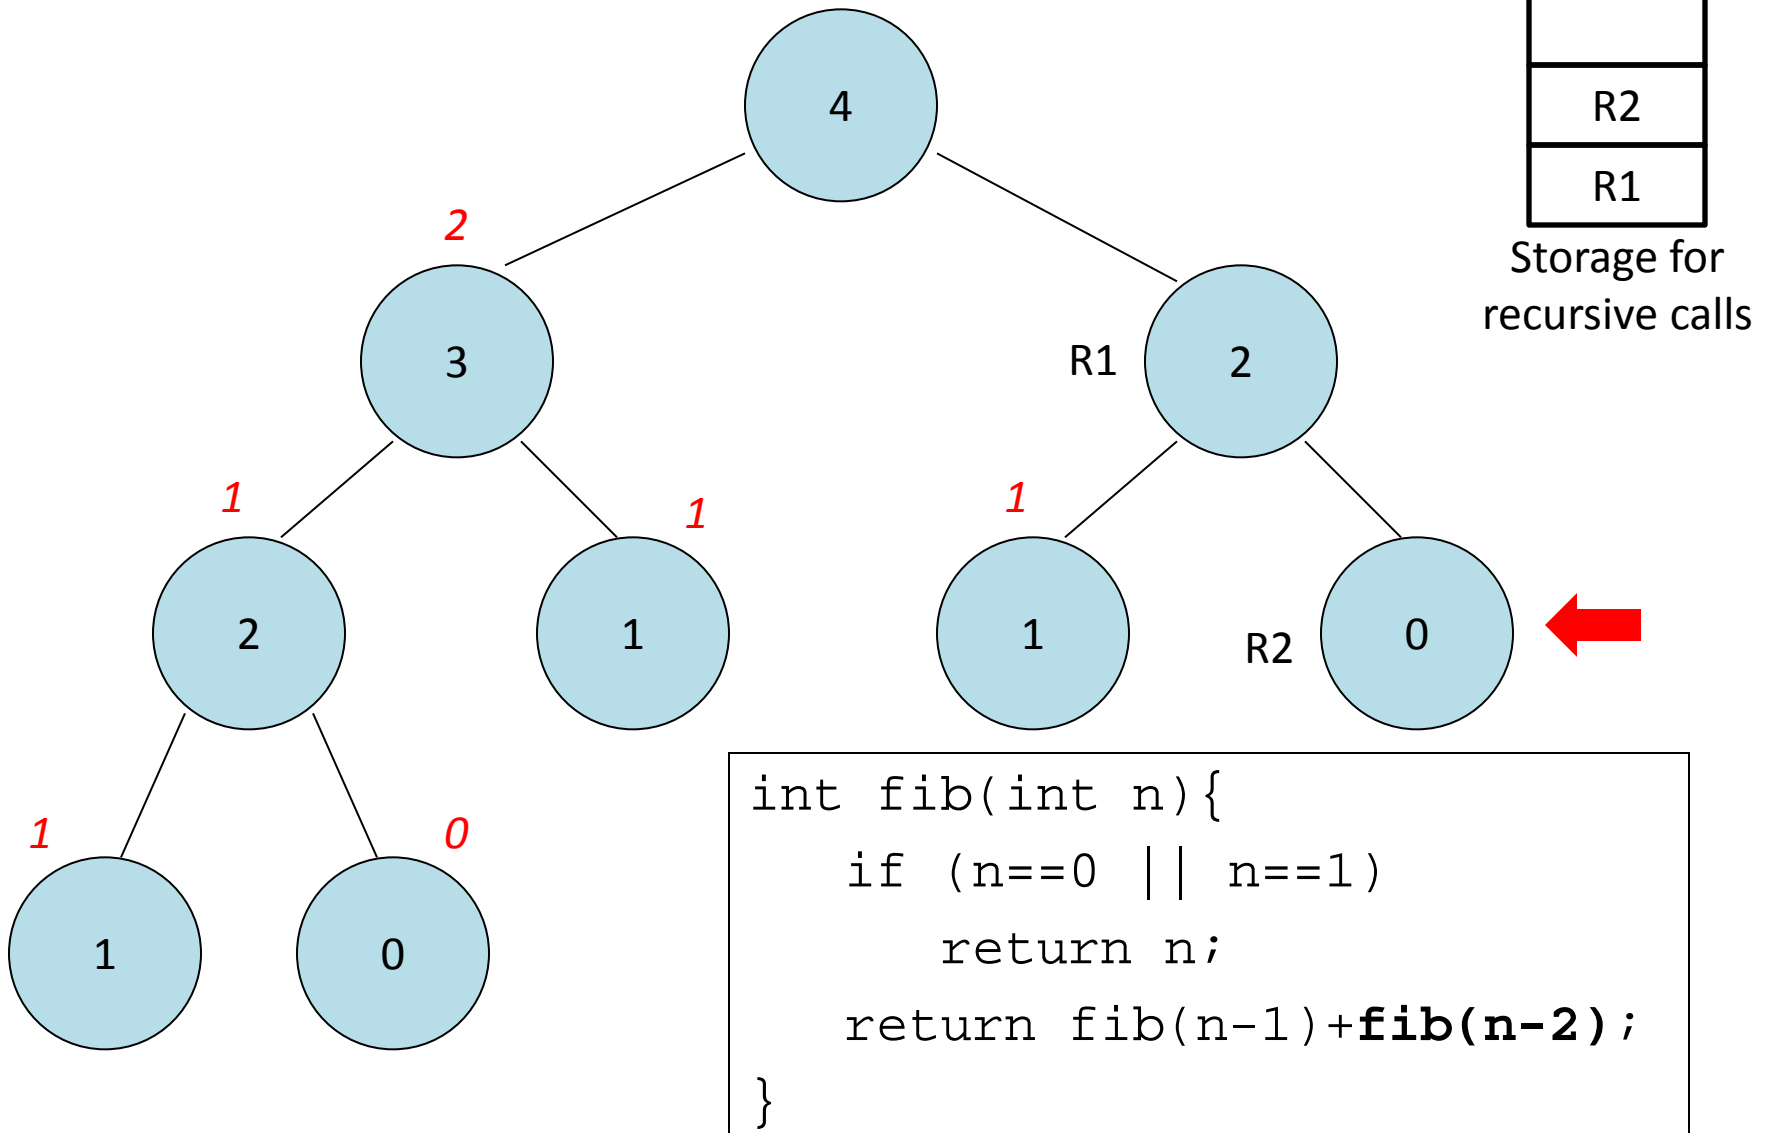 4
R2
R1
Storage for
recursive calls
2
3
R1
2
1
1
1
2
1
1
R2
0
1
0
1
0
int fib(int n){
if (n==0 || n==1)
return n;
return fib(n-1)+fib(n-2);
}